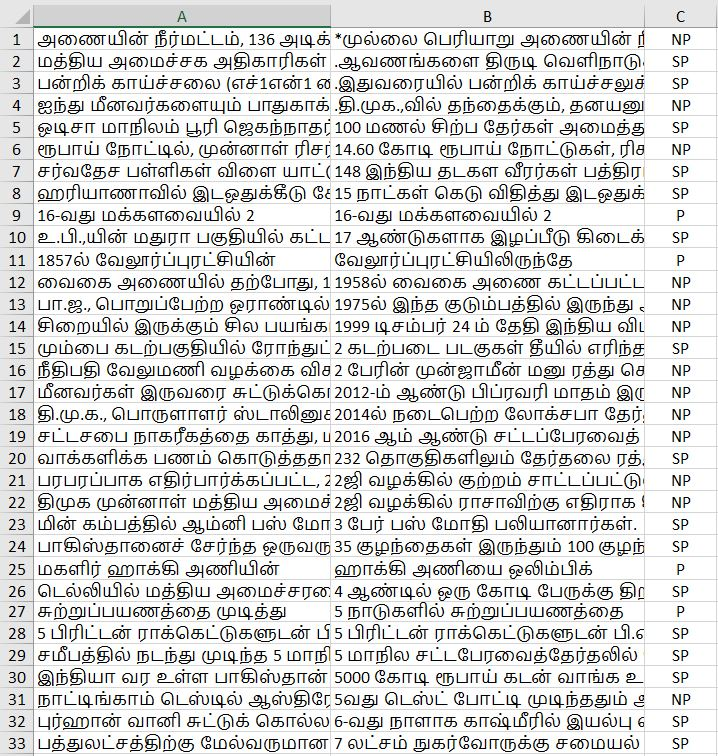 A B C
1 அணையின் நீர்மட்டம், 136 அடிக் *முல்லை பெரியாறு அணையின் நீ NP
2 மத்திய அமைச்சக அதிகாரிகள் .ஆவணங்களை திருடி வெளிநாடு SP
3 பன்றிக் காய்ச்சலை (எச்1என்1 வை .இதுவரையில் பன்றிக் காய்ச்சலுக் SP
4 ஐந்து மீனவர்களையும் பாதுகாக் .தி.மு.க.,வில் தந்தைக்கும், தனயனு NP
5 ஒடிசா மாநிலம் பூரி ஜெகந்நாதர் 100 மணல் சிற்ப தேர்கள் அமைத்து SP
6 ரூபாய் நோட்டில், முன்னாள் ரிசர் 14.60 கோடி ரூபாய் நோட்டுகள், ரிச NP
7 சர்வதேச பள்ளிகள் விளை யாட் 148 இந்திய தடகள வீரர்கள் பத்திர SP
8 ஹரியாணாவில் இடஒதுக்கீடு கே 15 நாட்கள் கெடு விதித்து இடஒதுக் SP
9 16-வது மக்களவையில் 2 16-வது மக்களவையில் 2 P
10 உ.பி.,யின் மதுரா பகுதியில் கட்ட 17 ஆண்டுகளாக இழப்பீடு கிடைக் SP
11 1857ல் வேலூர்ப்புரட்சியின் வேலூர்ப்புரட்சியிலிருந்தே P
12 வைகை அணையில் தற்போது, 1 1958ல் வைகை அணை கட்டப்பட்ட NP
13 பா.ஜ., பொறுப்பேற்ற ஓராண்டில் 1975ல் இந்த குடும்பத்தில் இருந்து NP
14 சிறையில் இருக்கும் சில பயங்க 1999 டிசம்பர் 24 ம் தேதி இந்திய விம NP
15 மும்பை கடற்பகுதியில் ரோந்துப் 2 கடற்படை படகுகள் தீயில் எரிந்த SP
16 நீதிபதி வேலுமணி வழக்கை விச 2 பேரின் முன்ஜாமீன் மனு ரத்து செ NP
17 மீனவர்கள் இருவரை சுட்டுக்கொ 2012-ம் ஆண்டு பிப்ரவரி மாதம் இரு NP
18 தி.மு.க., பொருளாளர் ஸ்டாலினுக 2014ல் நடைபெற்ற லோக்சபா தேர் NP
19 சட்டசபை நாகரீகத்தை காத்து, ம 2016 ஆம் ஆண்டு சட்டப்பேரவைத் NP
20 வாக்களிக்க பணம் கொடுத்ததா 232 தொகுதிகளிலும் தேர்தலை ரத் SP
21 பரபரப்பாக எதிர்பார்க்கப்பட்ட, 2 2ஜி வழக்கில் குற்றம் சாட்டப்பட்டு NP
22 திமுக முன்னாள் மத்திய அமைச் 2ஜி வழக்கில் ராசாவிற்கு எதிராக NP
23 மின் கம்பத்தில் ஆம்னி பஸ் மோ 3 பேர் பஸ் மோதி பலியானார்கள். SP
24 பாகிஸ்தானைச் சேர்ந்த ஒருவரு 35 குழந்தைகள் இருந்தும் 100 குழந் SP
25 மகளிர் ஹாக்கி அணியின் ஹாக்கி அணியை ஒலிம்பிக் P
26 டெல்லியில் மத்திய அமைச்சரவை 4 ஆண்டில் ஒரு கோடி பேருக்கு திற SP
27 சுற்றுப்பயணத்தை முடித்து 5 நாடுகளில் சுற்றுப்பயணத்தை P
28 5 பிரிட்டன் ராக்கெட்டுகளுடன் பி 5 பிரிட்டன் ராக்கெட்டுகளுடன் பி.எ SP
29 சமீபத்தில் நடந்து முடிந்த 5 மாநி 5 மாநில சட்டபேரவைத்தேர்தலில் SP
30 இந்தியா வர உள்ள பாகிஸ்தான் 5000 கோடி ரூபாய் கடன் வாங்க உ SP
31 நாட்டிங்காம் டெஸ்டில் ஆஸ்திரே 5வது டெஸ்ட் போட்டி முடிந்ததும் ஆ NP
32 புர்ஹான் வானி சுட்டுக் கொல்ல 6-வது நாளாக காஷ்மீரில் இயல்பு வ SP
33 பத்துலட்சத்திற்கு மேல்வருமான 7 லட்சம் நுகர்வோருக்கு சமையல் SP